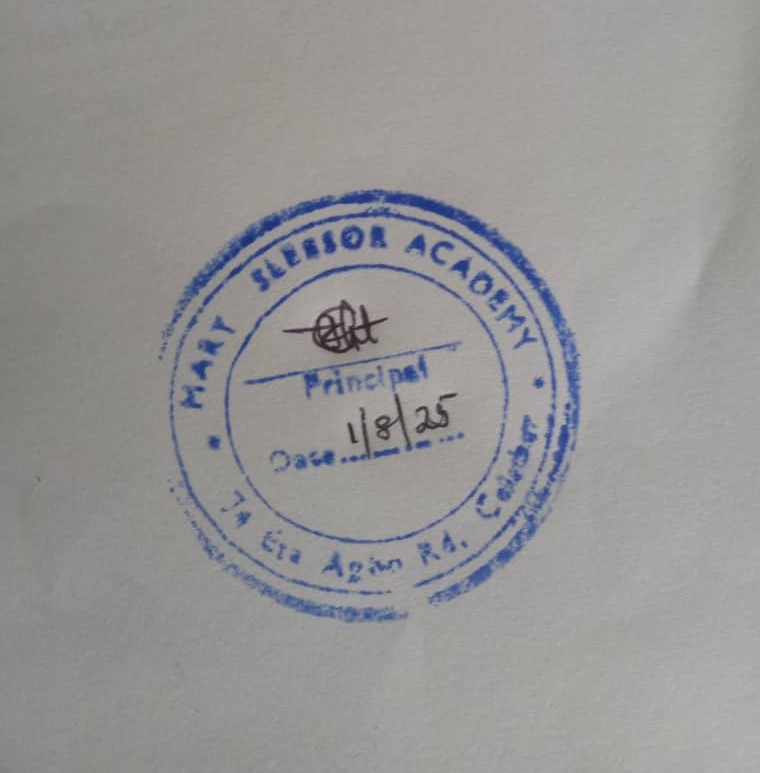 MARY SLESSOR ACADEMY
Principal
Date....1/8/25....
74 Eta Agbo Rd, Calabar